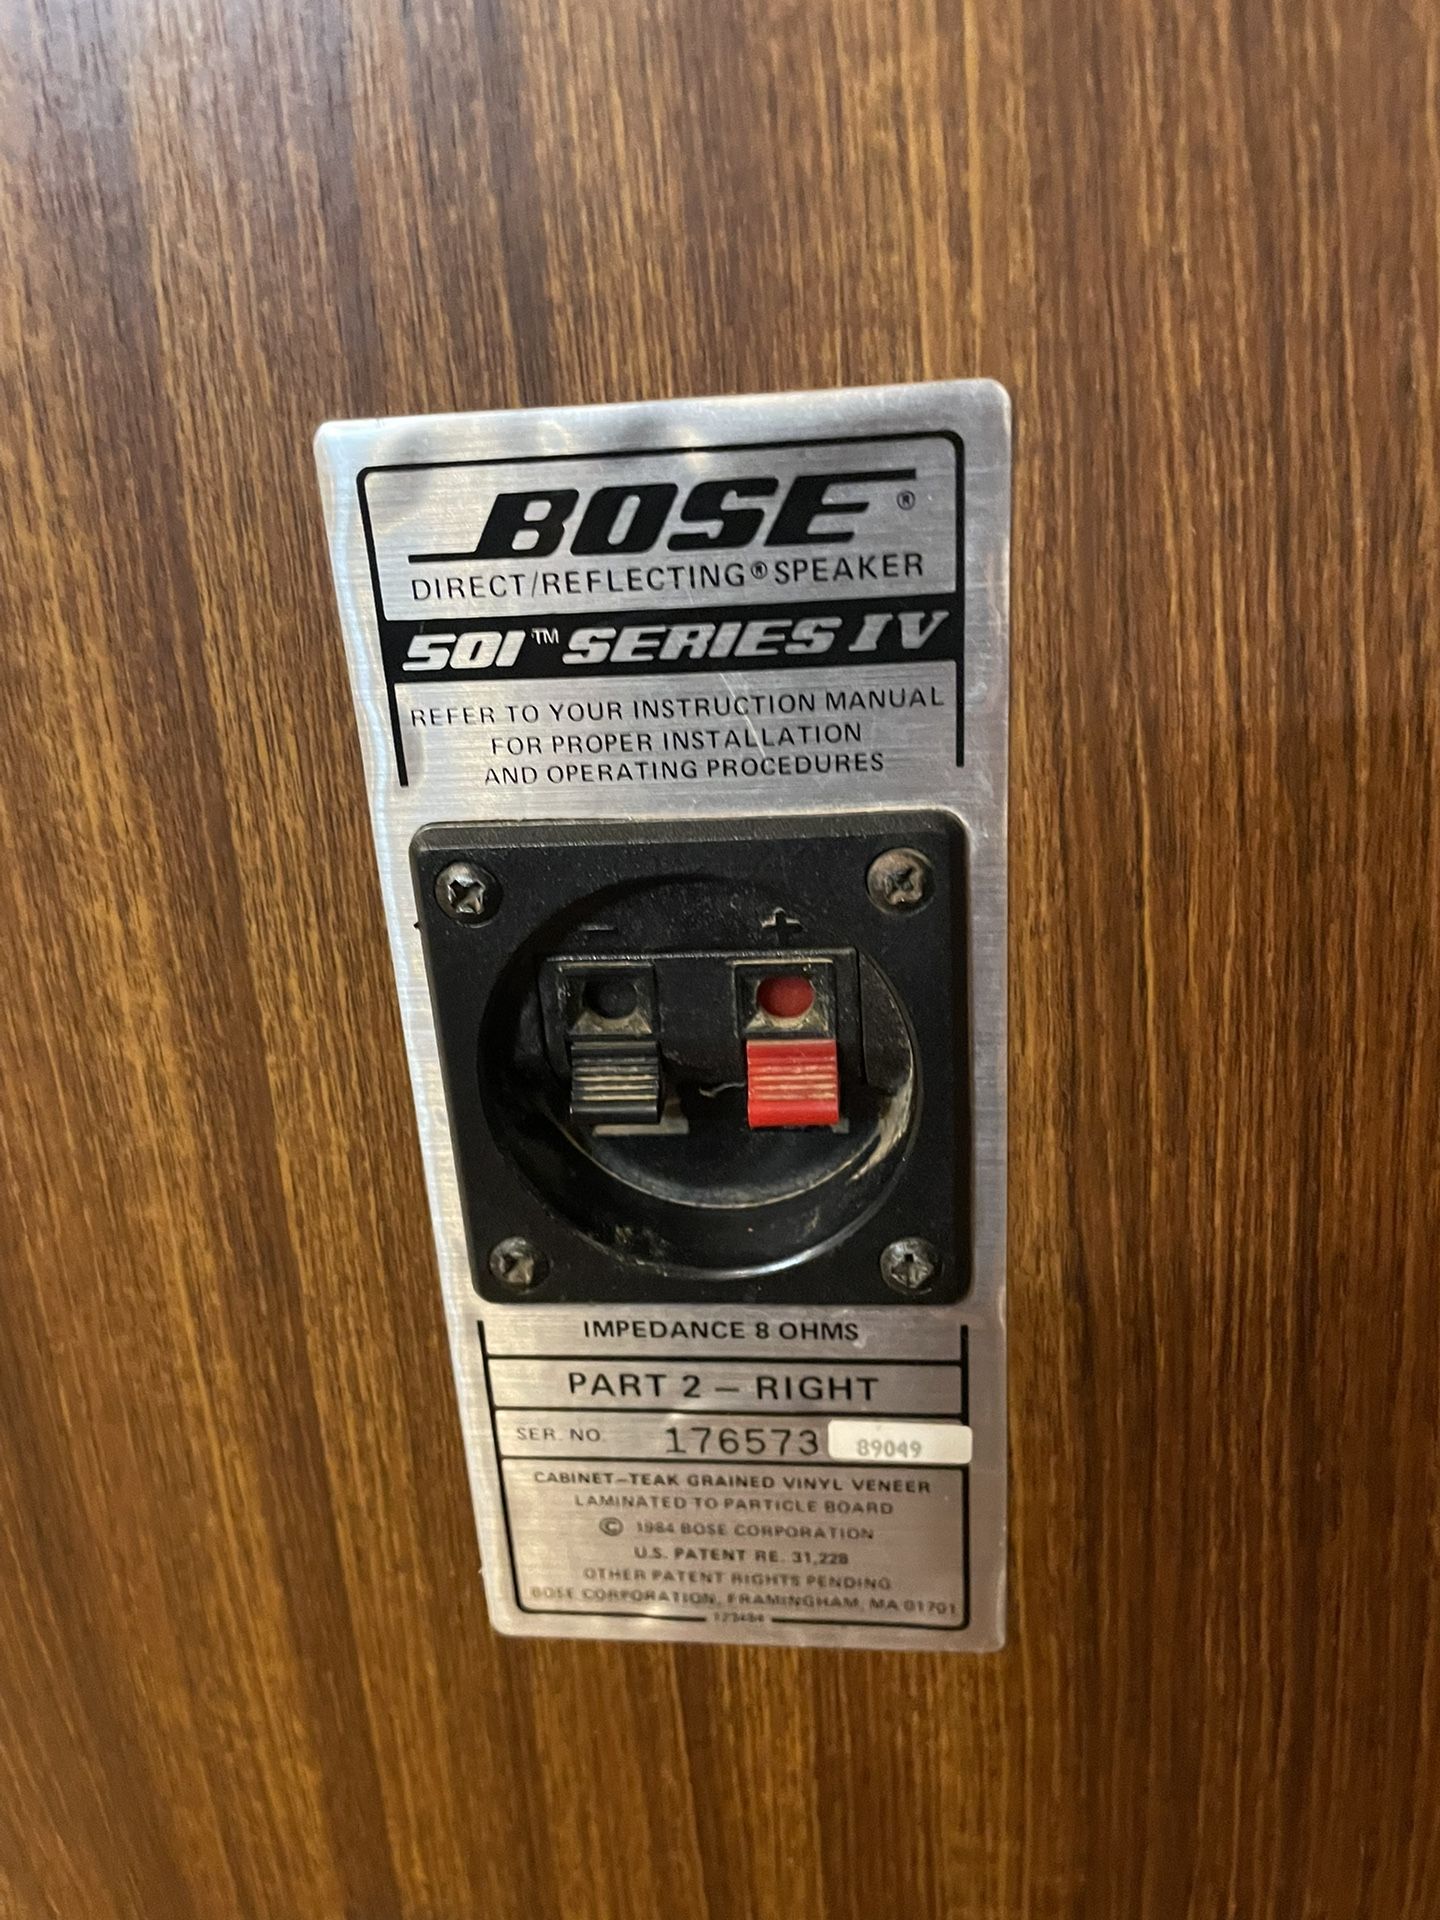 BOSE®
DIRECT/REFLECTING® SPEAKER
501™ SERIES IV
REFER TO YOUR INSTRUCTION MANUAL
FOR PROPER INSTALLATION
AND OPERATING PROCEDURES
- +
IMPEDANCE 8 OHMS
PART 2 – RIGHT
SER. NO. 176573 89049
CABINET–TEAK GRAINED VINYL VENEER
LAMINATED TO PARTICLE BOARD
© 1984 BOSE CORPORATION
U.S. PATENT RE. 31,228
OTHER PATENT RIGHTS PENDING
BOSE CORPORATION, FRAMINGHAM, MA 01701